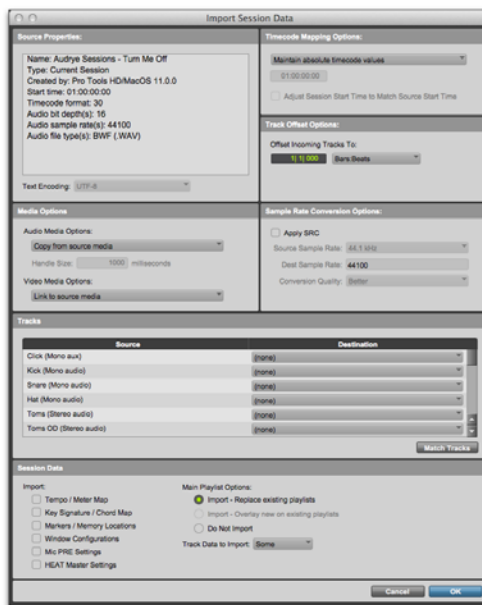 Import Session Data
Source Properties:
Name: Audrye Sessions - Turn Me Off
Type: Current Session
Created by: Pro Tools HD/MacOS 11.0.0
Start time: 01:00:00:00
Timecode format: 30
Audio bit depth(s): 16
Audio sample rate(s): 44100
Audio file type(s): BWF (.WAV)
Text Encoding: UTF-8
Timecode Mapping Options:
Maintain absolute timecode values
01:00:00:00
Adjust Session Start Time to Match Source Start Time
Track Offset Options:
Offset Incoming Tracks To:
1| 1| 000 Bars:Beats
Media Options
Audio Media Options:
Copy from source media
Handle Size: 1000 milliseconds
Video Media Options:
Link to source media
Sample Rate Conversion Options:
Apply SRC
Source Sample Rate: 44.1 kHz
Dest Sample Rate: 44100
Conversion Quality: Better
Tracks
Source Destination
Click (Mono aux) (none)
Kick (Mono audio) (none)
Snare (Mono audio) (none)
Hat (Mono audio) (none)
Toms (Stereo audio) (none)
Toms OD (Stereo audio) (none)
Match Tracks
Session Data
Import:
Tempo / Meter Map
Key Signature / Chord Map
Markers / Memory Locations
Window Configurations
Mic PRE Settings
HEAT Master Settings
Main Playlist Options:
Import - Replace existing playlists
Import - Overlay new on existing playlists
Do Not Import
Track Data to Import: Some
Cancel OK